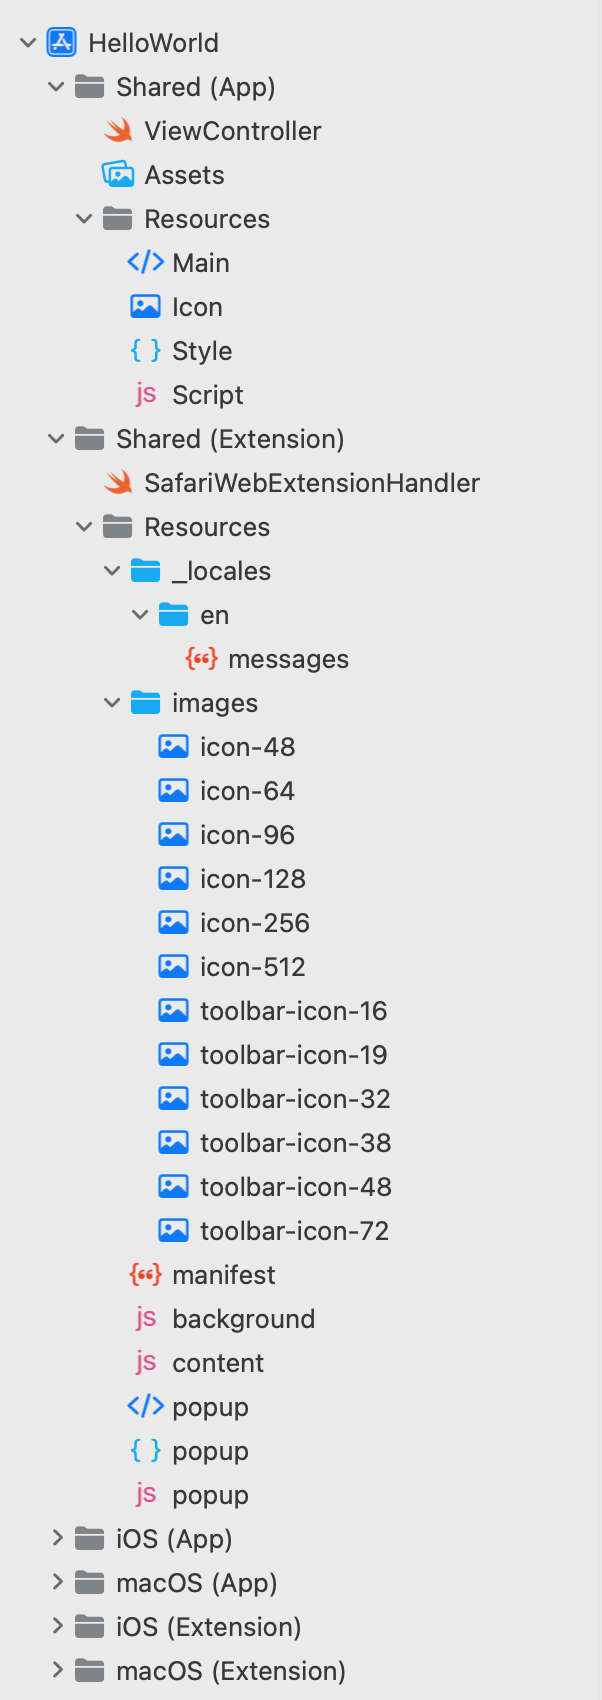 HelloWorld
Shared (App)
ViewController
Assets
Resources
</> Main
Icon
{ } Style
js Script
Shared (Extension)
SafariWebExtensionHandler
Resources
_locales
en
{“} messages
images
icon-48
icon-64
icon-96
icon-128
icon-256
icon-512
toolbar-icon-16
toolbar-icon-19
toolbar-icon-32
toolbar-icon-38
toolbar-icon-48
toolbar-icon-72
{“} manifest
js background
js content
</> popup
{ } popup
js popup
iOS (App)
macOS (App)
iOS (Extension)
macOS (Extension)